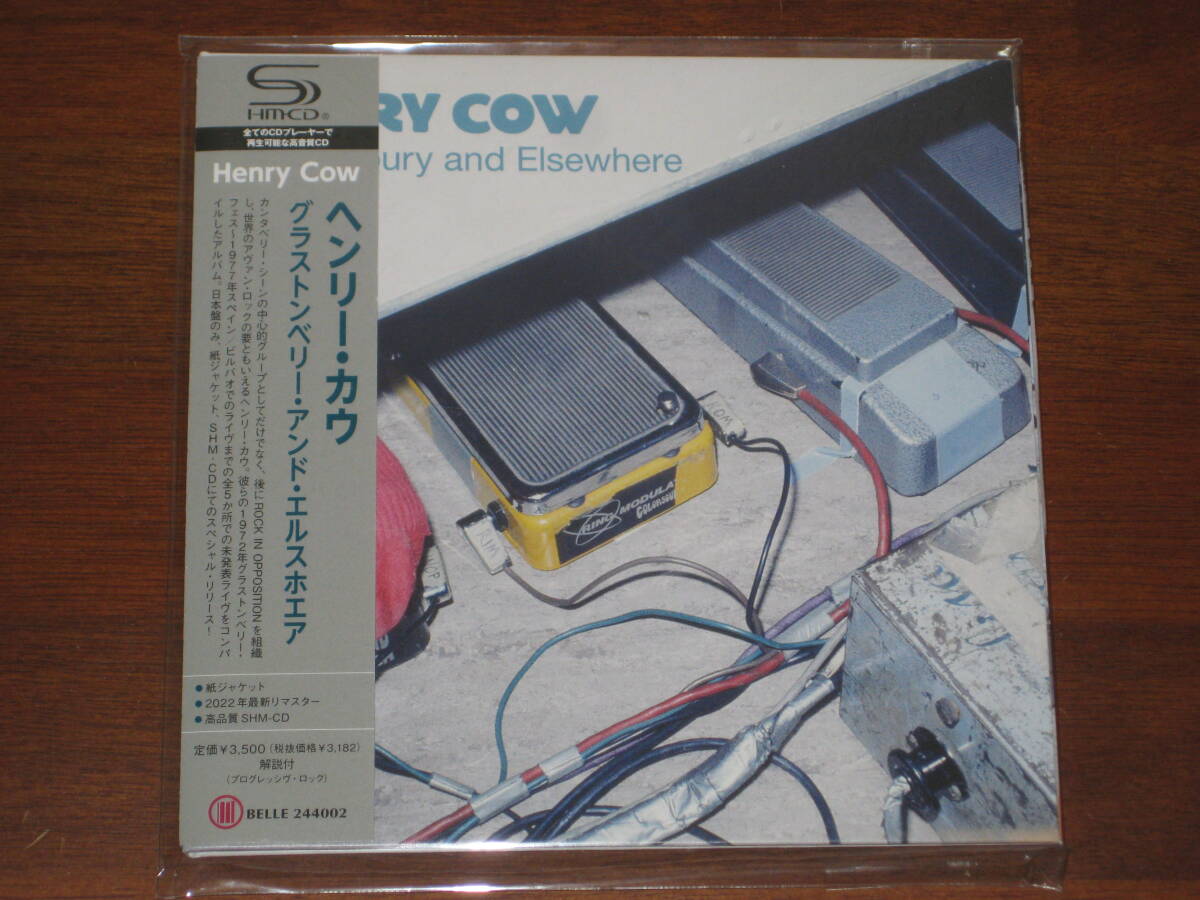 HM-CD®
全てのCDプレーヤーで
再生可能な高音質CD
Henry Cow
ヘンリー・カウ
グラストンベリー・アンド・エルスホエア
カンタベリー・シーンの中心的グループとしてだけでなく、後にROCK IN OPPOSITIONを組織
し、世界のアヴァン・ロックの要ともいえるヘンリー・カウ。彼らの1972年グラストンベリー・
フェス~1977年スペイン/ビルバオでのライヴまでの全5か所での未発表ライヴをコンパ
イルしたアルバム。日本盤のみ、紙ジャケット、SHM-CDにてのスペシャル・リリース!
●紙ジャケット
●2022年最新リマスター
●高品質SHM-CD
定価¥3,500(税抜価格¥3,182)
解説付
(プログレッシヴ・ロック)
BELLE 244002
RY COW
bury and Elsewhere
RING MODULAT
COLORSOU